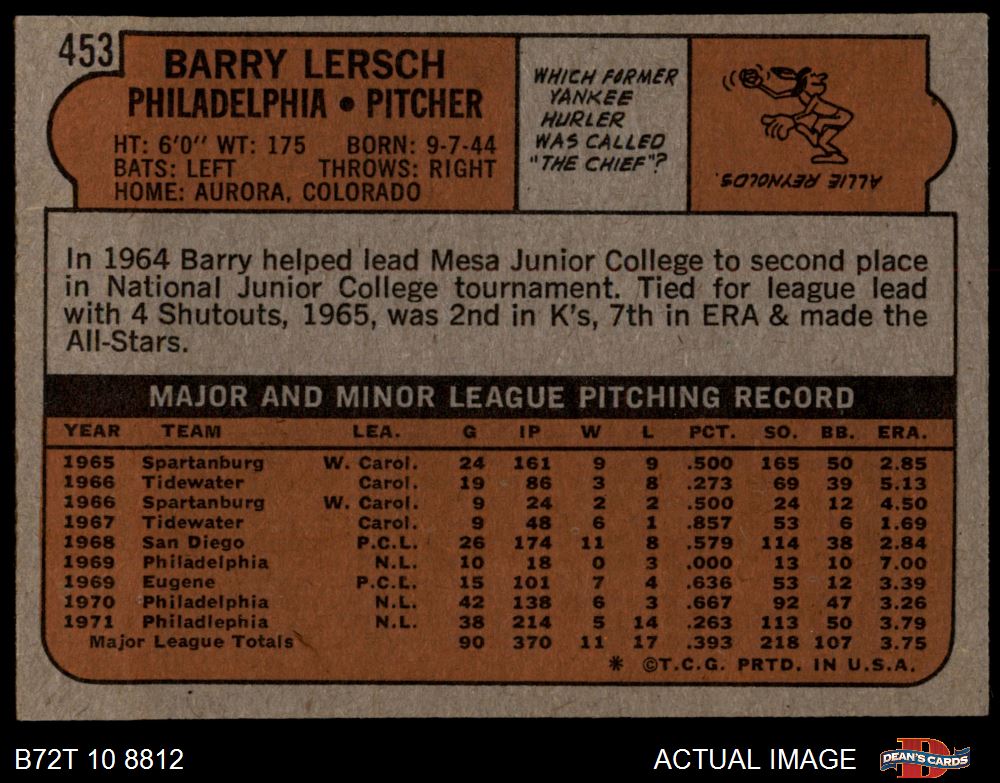 453
BARRY LERSCH
PHILADELPHIA • PITCHER
HT: 6'0" WT: 175 BORN: 9-7-44
BATS: LEFT THROWS: RIGHT
HOME: AURORA, COLORADO
WHICH FORMER
YANKEE
HURLER
WAS CALLED
"THE CHIEF"?
ALLIE REYNOLDS.
In 1964 Barry helped lead Mesa Junior College to second place
in National Junior College tournament. Tied for league lead
with 4 Shutouts, 1965, was 2nd in K's, 7th in ERA & made the
All-Stars.
MAJOR AND MINOR LEAGUE PITCHING RECORD
YEAR TEAM LEA. G IP W L PCT. SO. BB. ERA.
1965 Spartanburg W. Carol. 24 161 9 9 .500 165 50 2.85
1966 Tidewater Carol. 19 86 3 8 .273 69 39 5.13
1966 Spartanburg W. Carol. 9 24 2 2 .500 24 12 4.50
1967 Tidewater Carol. 9 48 6 1 .857 53 6 1.69
1968 San Diego P.C.L. 26 174 11 8 .579 114 38 2.84
1969 Philadelphia N.L. 10 18 0 3 .000 13 10 7.00
1969 Eugene P.C.L. 15 101 7 4 .636 53 12 3.39
1970 Philadelphia N.L. 42 138 6 3 .667 92 47 3.26
1971 Philadlephia N.L. 38 214 5 14 .263 113 50 3.79
Major League Totals 90 370 11 17 .393 218 107 3.75
* ©T.C.G. PRTD. IN U.S.A.
B72T 10 8812
ACTUAL IMAGE
DEAN'S CARDS